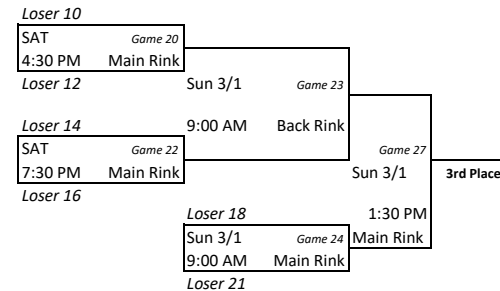 Loser 10
SAT Game 20
4:30 PM Main Rink
Loser 12
Sun 3/1 Game 23
Loser 14
9:00 AM Back Rink
SAT Game 22
7:30 PM Main Rink
Loser 16
Game 27
Sun 3/1
3rd Place
Loser 18
1:30 PM
Sun 3/1 Game 24
Main Rink
9:00 AM Main Rink
Loser 21